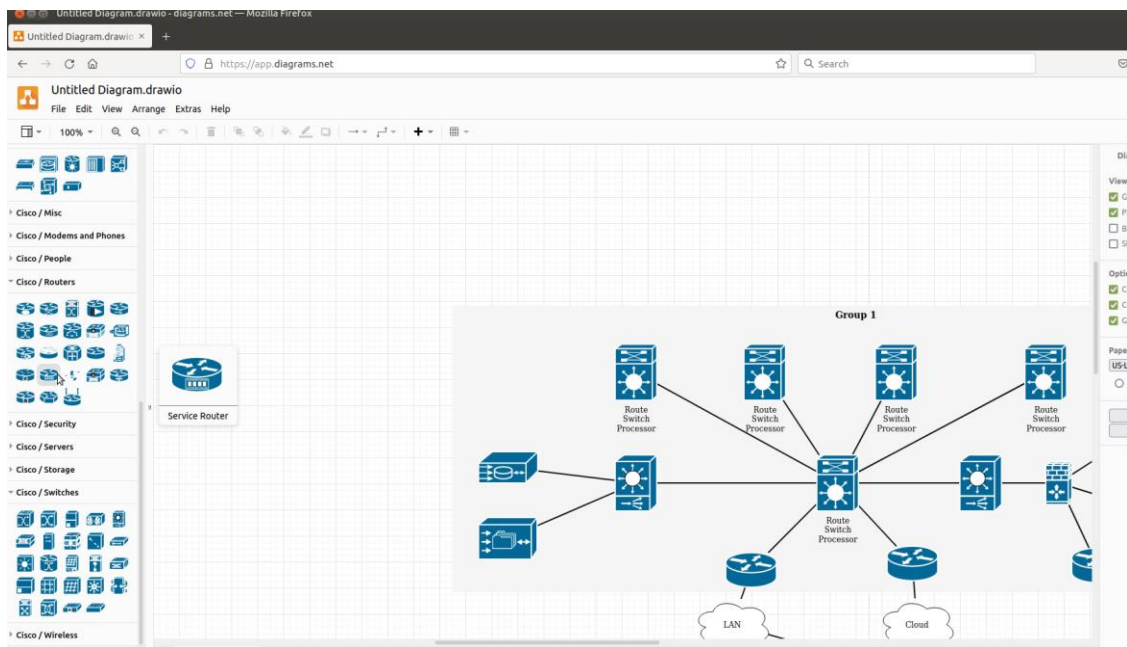 Untitled Diagram.drawio - diagrams.net — Mozilla Firefox
Untitled Diagram.drawio × +
https://app.diagrams.net
Search
Untitled Diagram.drawio
File Edit View Arrange Extras Help
100%
Cisco / Misc
Cisco / Modems and Phones
Cisco / People
Cisco / Routers
Service Router
Cisco / Security
Cisco / Servers
Cisco / Storage
Cisco / Switches
Cisco / Wireless
Group 1
Route
Switch
Processor
Route
Switch
Processor
Route
Switch
Processor
Route
Switch
Processor
Route
Switch
Processor
LAN
Cloud
View